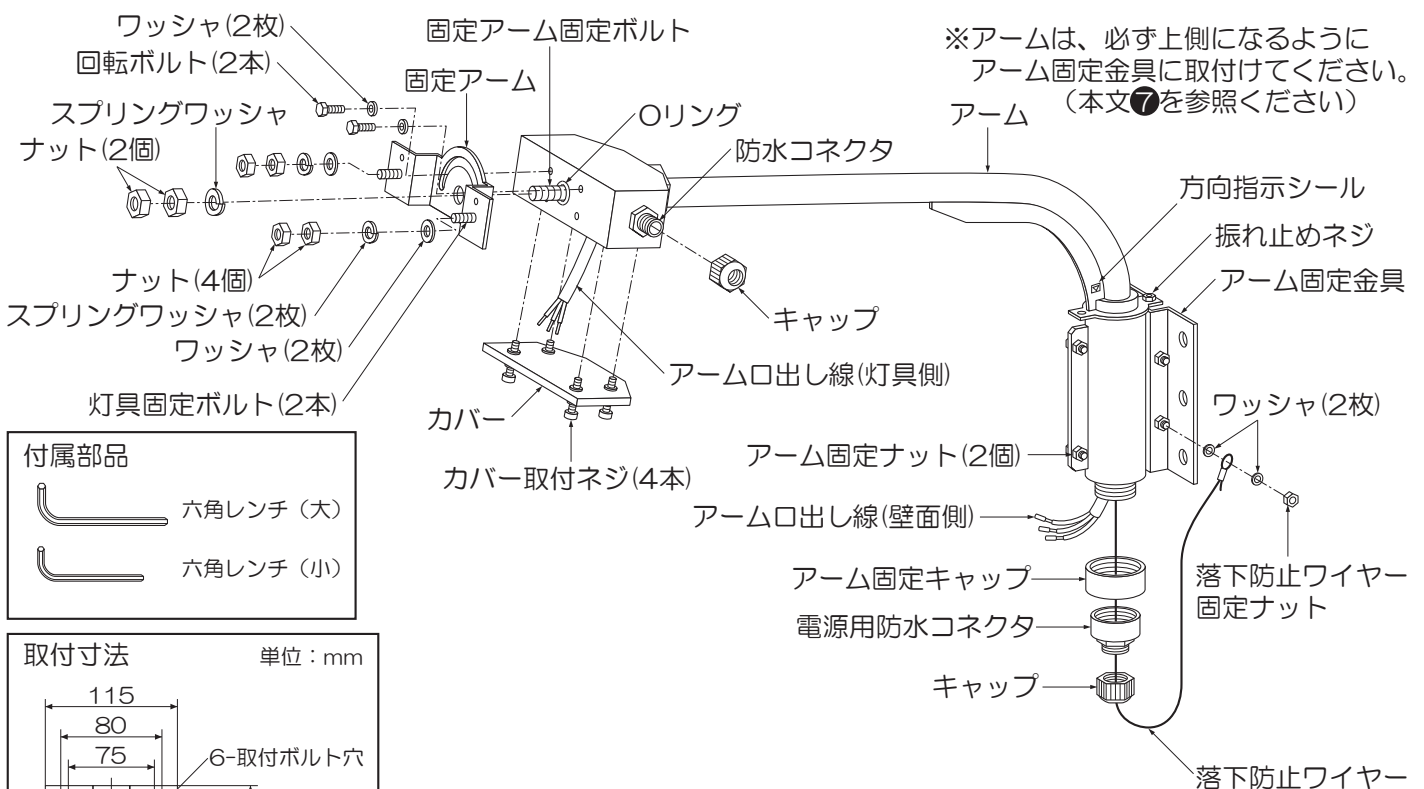 ワッシャ(2枚)
回転ボルト(2本)
スプリングワッシャ
ナット(2個)
固定アーム固定ボルト
固定アーム
Oリング
防水コネクタ
※アームは、必ず上側になるように
アーム固定金具に取付けてください。
（本文❼を参照ください）
アーム
方向指示シール
振れ止めネジ
アーム固定金具
ナット(4個)
スプリングワッシャ(2枚)
ワッシャ(2枚)
灯具固定ボルト(2本)
キャップ
アーム口出し線(灯具側)
カバー
カバー取付ネジ(4本)
ワッシャ(2枚)
アーム固定ナット(2個)
アーム口出し線(壁面側)
アーム固定キャップ
電源用防水コネクタ
キャップ
落下防止ワイヤー
固定ナット
落下防止ワイヤー
付属部品
六角レンチ（大）
六角レンチ（小）
取付寸法 単位：mm
115
80
75
6-取付ボルト穴